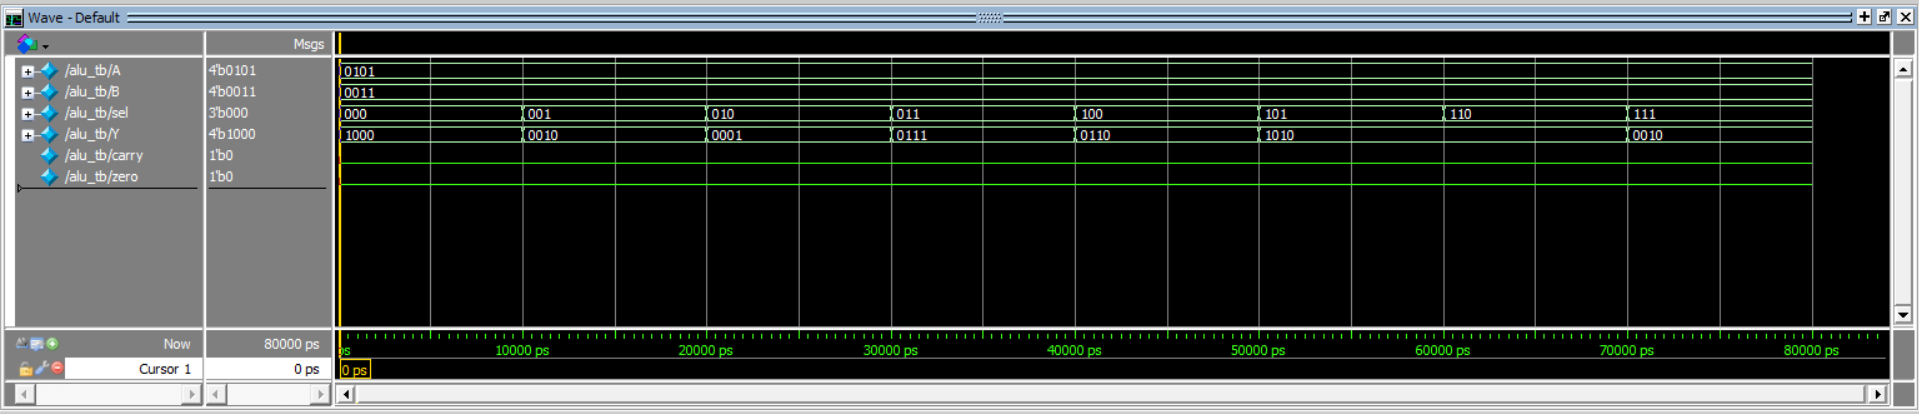 Wave - Default
Msgs
/alu_tb/A 4'b0101 0101
/alu_tb/B 4'b0011 0011
/alu_tb/sel 3'b000 000 001 010 011 100 101 110 111
/alu_tb/Y 4'b1000 1000 0010 0001 0111 0110 1010 0010
/alu_tb/carry 1'b0
/alu_tb/zero 1'b0
Now 80000 ps ps 10000 ps 20000 ps 30000 ps 40000 ps 50000 ps 60000 ps 70000 ps 80000 ps
Cursor 1 0 ps 0 ps